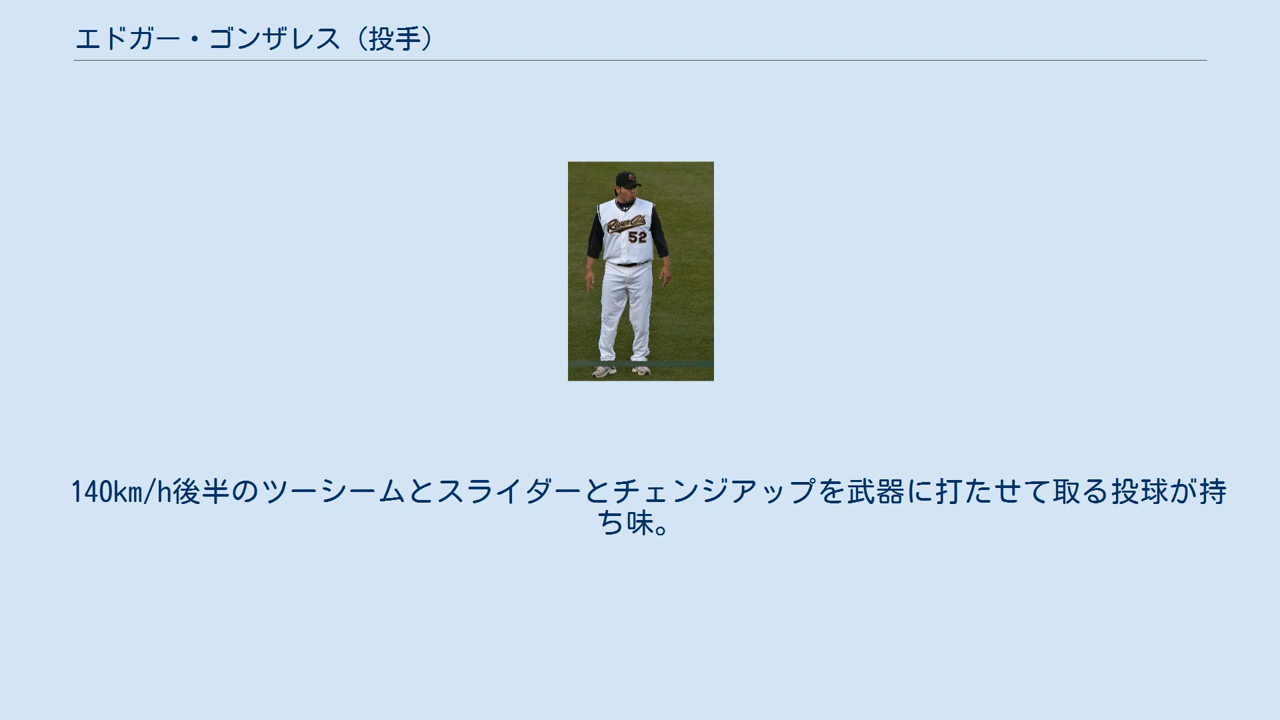 エドガー・ゴンザレス（投手）
River Cats
52
140km/h後半のツーシームとスライダーとチェンジアップを武器に打たせて取る投球が持
ち味。